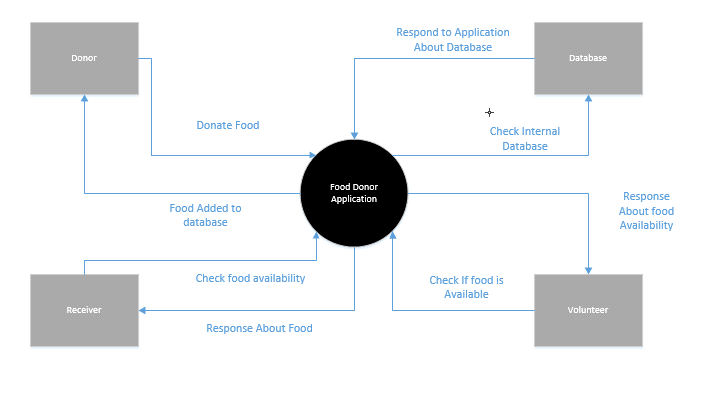 Respond to Application
About Database
Donor
Database
Donate Food
Check Internal
Database
Food Donor
Application
Food Added to
database
Response
About food
Availability
Check food availability
Check If food is
Available
Receiver
Volunteer
Response About Food